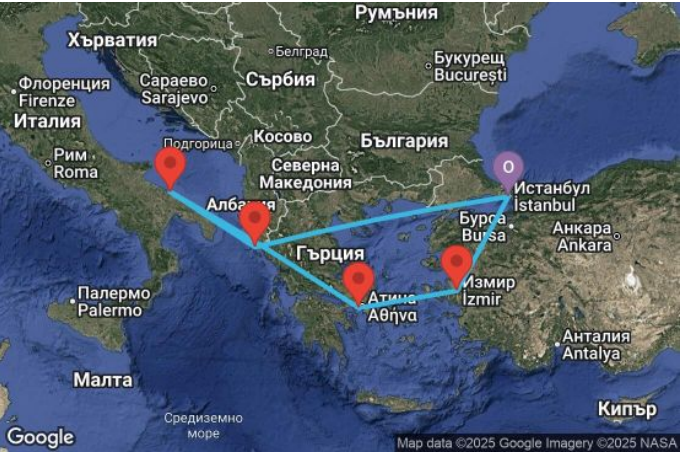 Румъния
Хърватия
Белград
Букурещ
București
Флоренция
Firenze
Сараево
Sarajevo
Сърбия
Италия
Подгорица
Косово
България
Рим
Roma
Северна
Македония
О
Истанбул
İstanbul
Албания
Бурса
Bursa
Анкара
Ankara
Гърция
Измир
İzmir
Палермо
Palermo
Атина
Αθήνα
Анталия
Antalya
Малта
Кипър
Средиземно
море
Google
Map data ©2025 Google Imagery ©2025 NASA